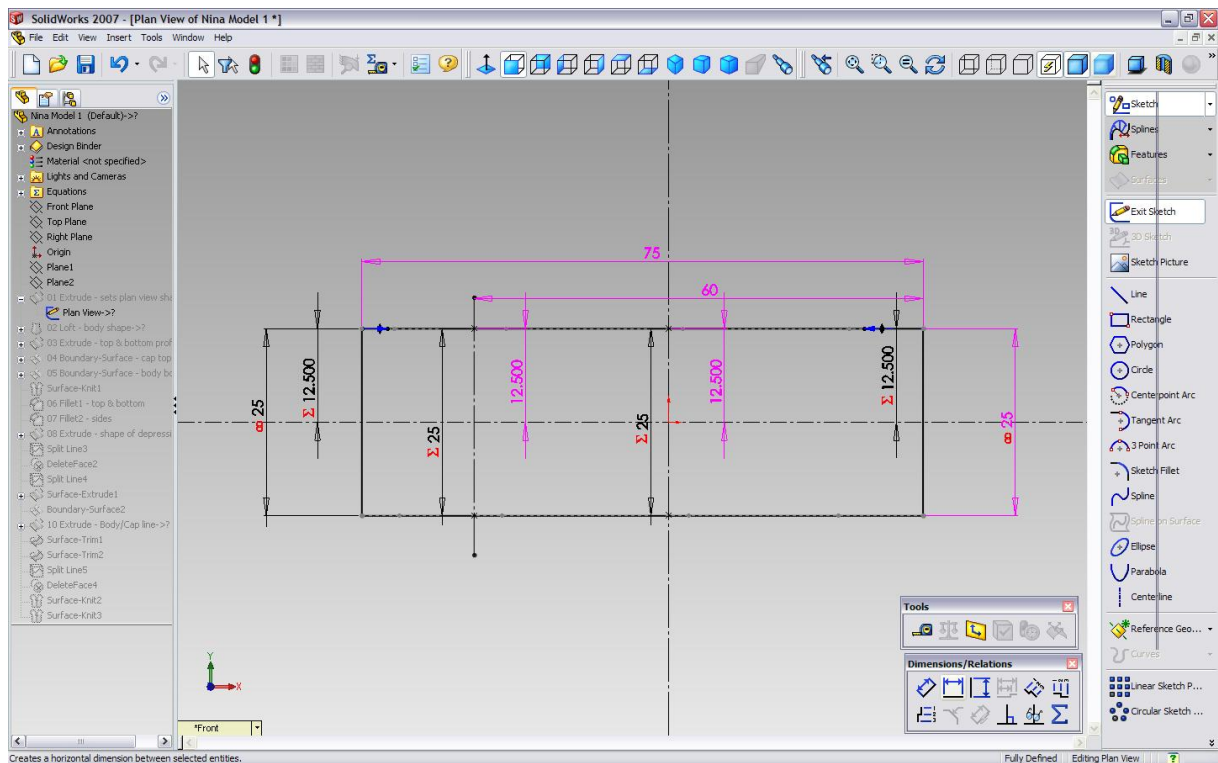 SolidWorks 2007 - [Plan View of Nina Model 1 *]
File Edit View Insert Tools Window Help
Nina Model 1 (Default)->?
Annotations
Design Binder
Material <not specified>
Lights and Cameras
Equations
Front Plane
Top Plane
Right Plane
Origin
Plane1
Plane2
01 Extrude - sets plan view sha
Plan View->?
02 Loft - body shape->?
03 Extrude - top & bottom prof
04 Boundary-Surface - cap top
05 Boundary-Surface - body bo
Surface-Knit1
06 Fillet1 - top & bottom
07 Fillet2 - sides
08 Extrude - shape of depressi
Split Line3
DeleteFace2
Split Line4
Surface-Extrude1
Boundary-Surface2
10 Extrude - Body/Cap line->?
Surface-Trim1
Surface-Trim2
Split Line5
DeleteFace4
Surface-Knit2
Surface-Knit3
75
60
25
Σ 12.500
12.500
12.500
Σ 12.500
Σ 25
Σ 25
25
Y
X
*Front
Tools
Dimensions/Relations
Sketch
Splines
Features
Surfaces
Exit Sketch
3D Sketch
Sketch Picture
Line
Rectangle
Polygon
Circle
Centerpoint Arc
Tangent Arc
3 Point Arc
Sketch Fillet
Spline
Spline on Surface
Ellipse
Parabola
Centerline
Reference Geo...
Curves
Linear Sketch P...
Circular Sketch ...
Creates a horizontal dimension between selected entities.
Fully Defined
Editing Plan View